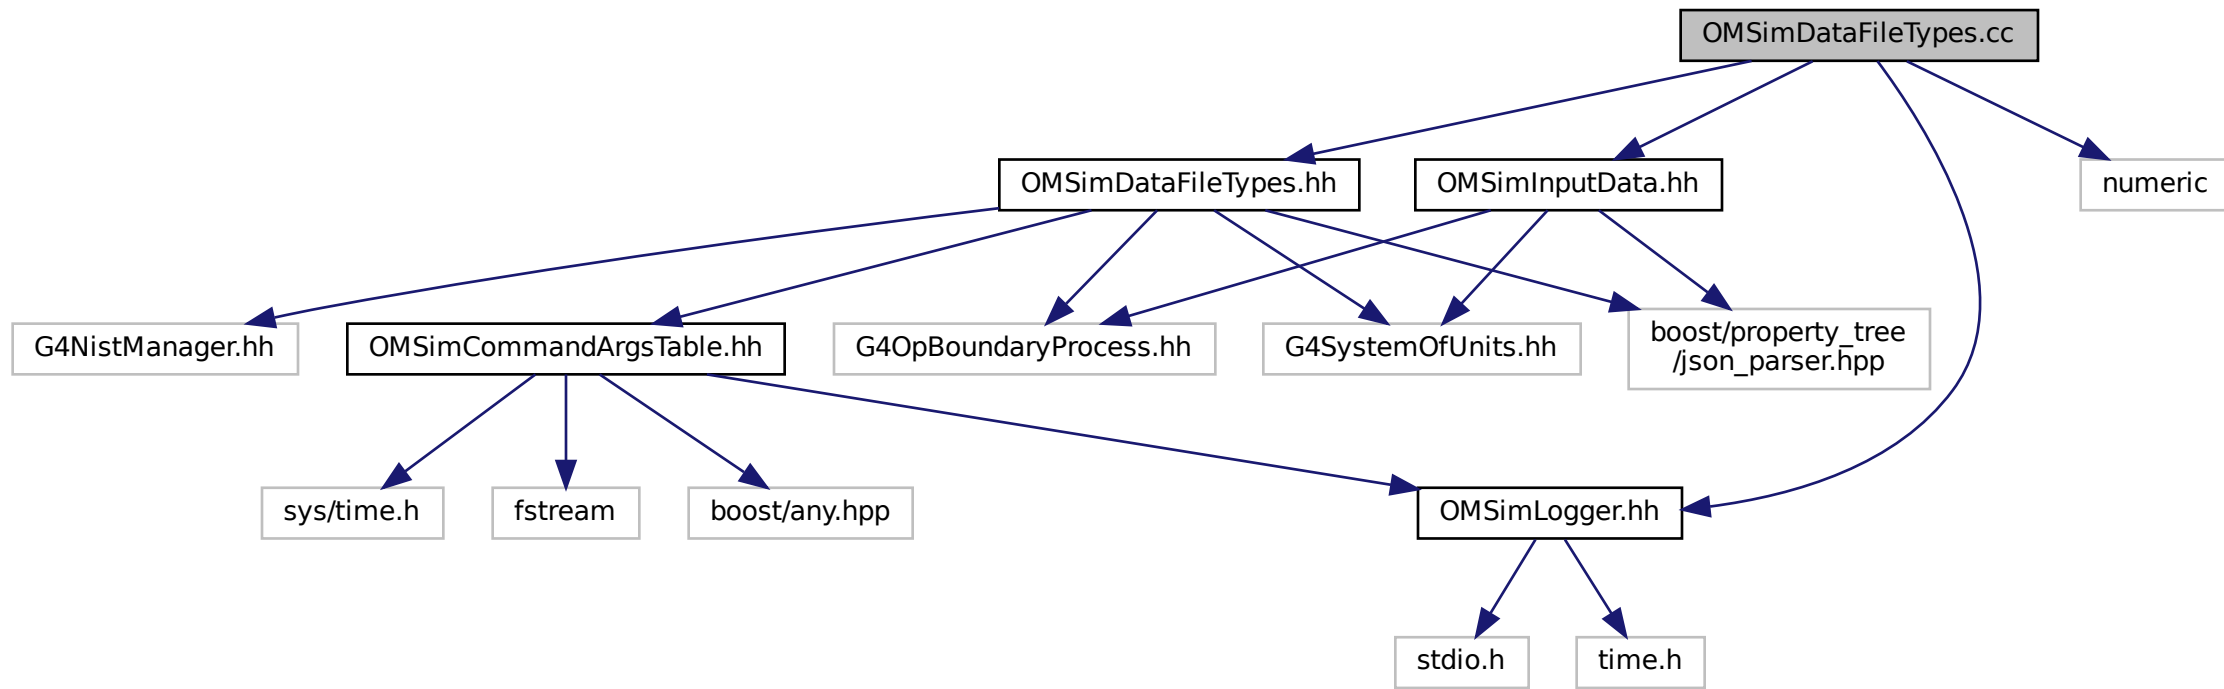 OMSimDataFileTypes.cc
OMSimDataFileTypes.hh
OMSimInputData.hh
numeric
G4NistManager.hh
OMSimCommandArgsTable.hh
G4OpBoundaryProcess.hh
G4SystemOfUnits.hh
boost/property_tree
/json_parser.hpp
sys/time.h
fstream
boost/any.hpp
OMSimLogger.hh
stdio.h
time.h